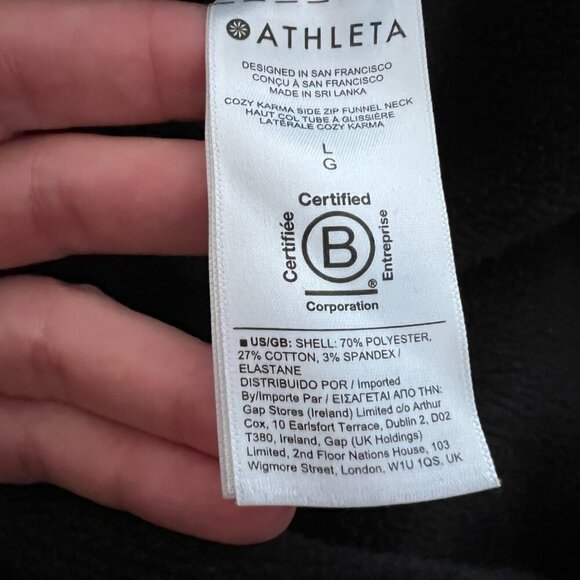 ATHLETA
DESIGNED IN SAN FRANCISCO
CONÇU À SAN FRANCISCO
MADE IN SRI LANKA
COZY KARMA SIDE ZIP FUNNEL NECK
HAUT COL TUBE À GLISSIÈRE
LATÉRALE COZY KARMA
L
G
Certified
Certifiée
B
Entreprise
®
Corporation
■ US/GB: SHELL: 70% POLYESTER,
27% COTTON, 3% SPANDEX /
ELASTANE
DISTRIBUIDO POR / Imported
By/Importe Par / ΕΙΣΑΓΕΤΑΙ ΑΠΟ ΤΗΝ:
Gap Stores (Ireland) Limited c/o Arthur
Cox, 10 Earlsfort Terrace, Dublin 2, D02
T380, Ireland, Gap (UK Holdings)
Limited, 2nd Floor Nations House, 103
Wigmore Street, London, W1U 1QS, UK